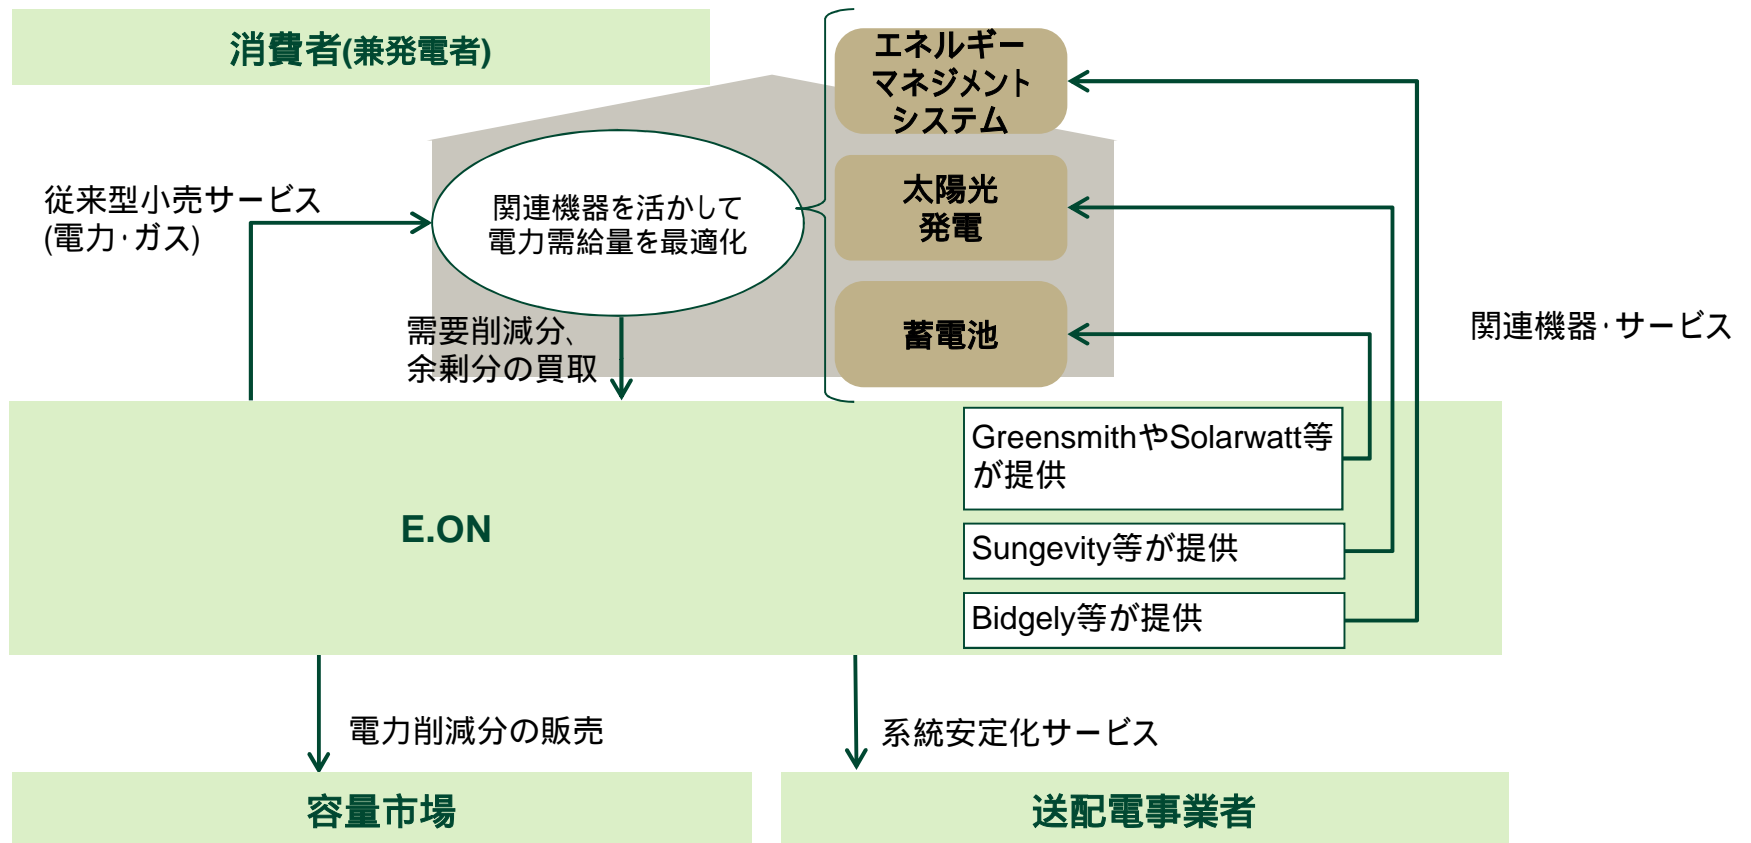 消費者(兼発電者)
エネルギー
マネジメント
システム
太陽光
発電
蓄電池
従来型小売サービス
(電力・ガス)
関連機器を活かして
電力需給量を最適化
需要削減分、
余剰分の買取
関連機器・サービス
E.ON
GreensmithやSolarwatt等
が提供
Sungevity等が提供
Bidgely等が提供
電力削減分の販売
系統安定化サービス
容量市場
送配電事業者